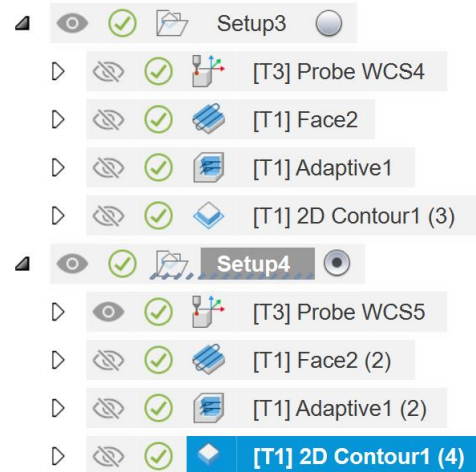 Setup3
[T3] Probe WCS4
[T1] Face2
[T1] Adaptive1
[T1] 2D Contour1 (3)
Setup4
[T3] Probe WCS5
[T1] Face2 (2)
[T1] Adaptive1 (2)
[T1] 2D Contour1 (4)